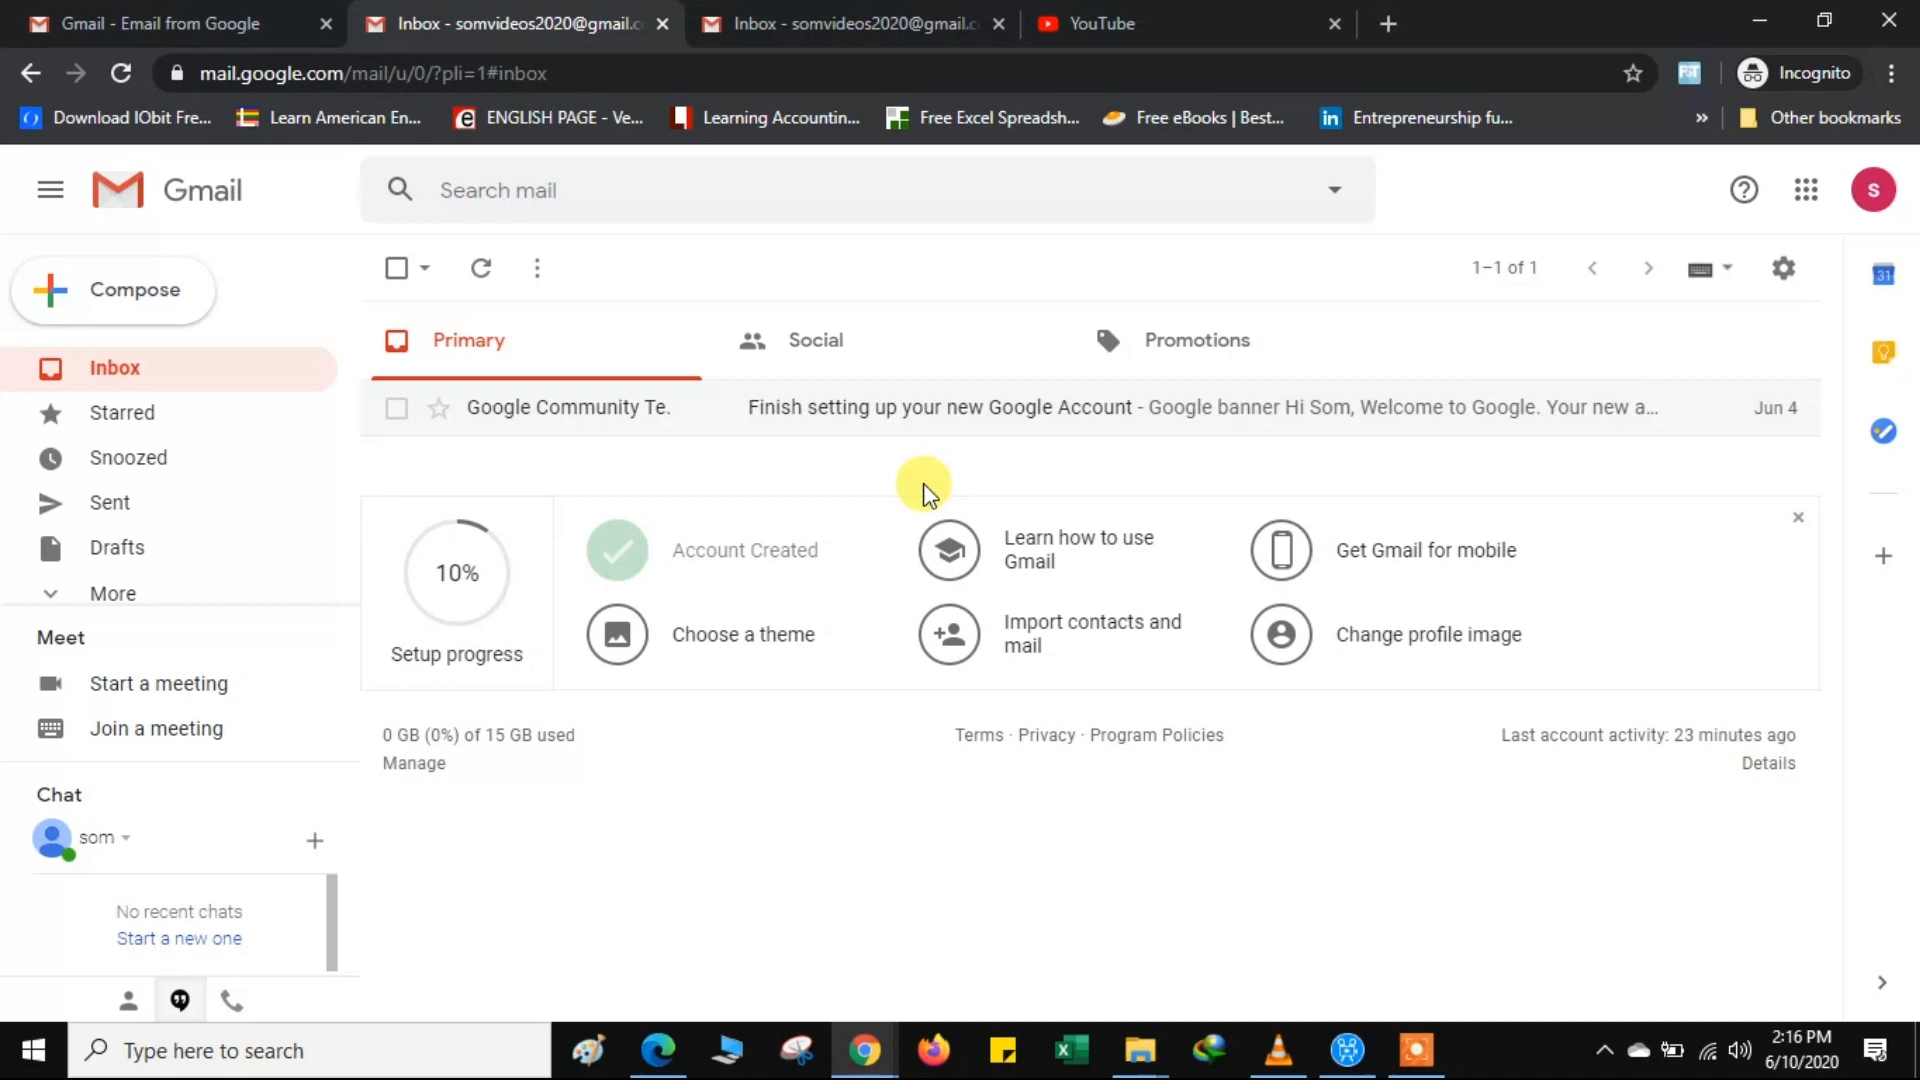 Gmail - Email from Google
Inbox - somvideos2020@gmail.c
Inbox - somvideos2020@gmail.c
YouTube
mail.google.com/mail/u/0/?pli=1#inbox
Incognito
Download IObit Fre...
Learn American En...
ENGLISH PAGE - Ve...
Learning Accountin...
Free Excel Spreadsh...
Free eBooks | Best...
Entrepreneurship fu...
Other bookmarks
Gmail
Search mail
S
Compose
1–1 of 1
31
Primary
Social
Promotions
Inbox
Starred
Snoozed
Sent
Drafts
More
Google Community Te.
Finish setting up your new Google Account - Google banner Hi Som, Welcome to Google. Your new a...
Jun 4
10%
Setup progress
Account Created
Learn how to use
Gmail
Get Gmail for mobile
Choose a theme
Import contacts and
mail
Change profile image
0 GB (0%) of 15 GB used
Manage
Terms · Privacy · Program Policies
Last account activity: 23 minutes ago
Details
Meet
Start a meeting
Join a meeting
Chat
som
No recent chats
Start a new one
Type here to search
2:16 PM
6/10/2020